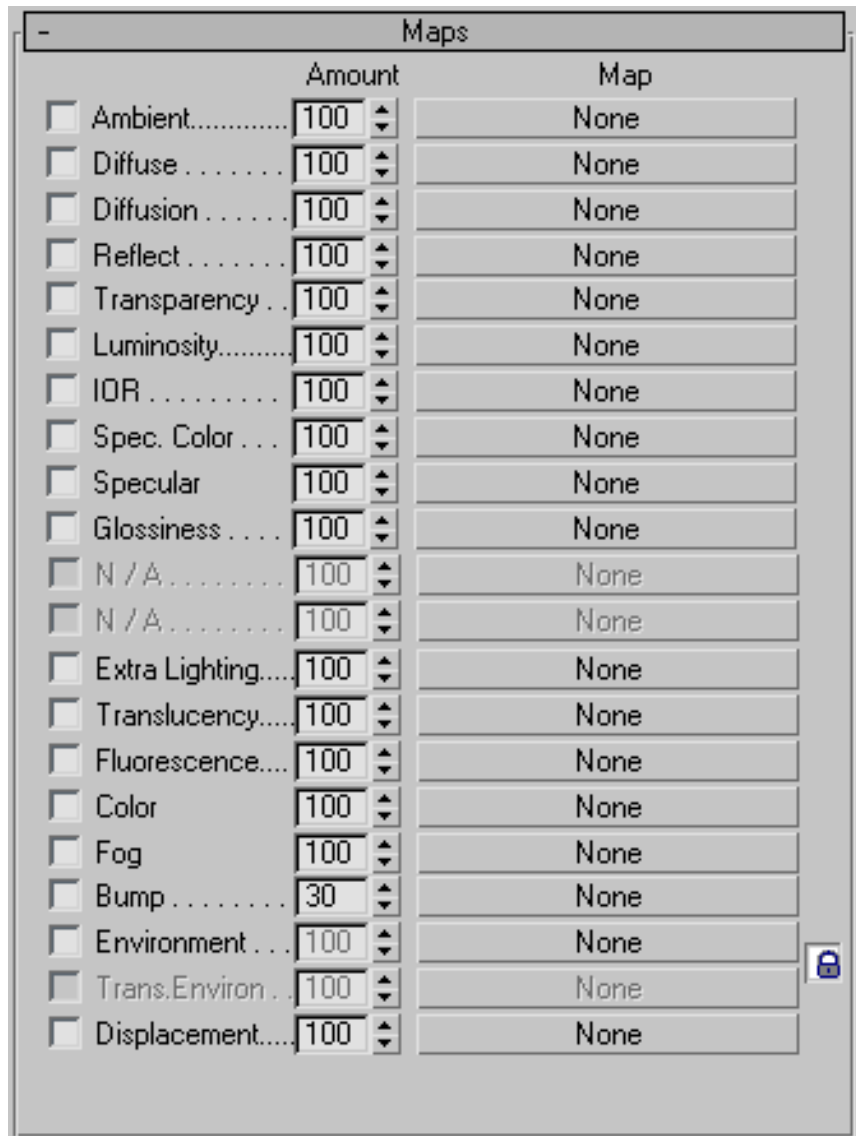 - Maps
Amount Map
Ambient............. 100 None
Diffuse . . . . . . . 100 None
Diffusion . . . . . . 100 None
Reflect . . . . . . . 100 None
Transparency . . 100 None
Luminosity.......... 100 None
IOR . . . . . . . . . 100 None
Spec. Color . . . 100 None
Specular 100 None
Glossiness . . . . 100 None
N / A . . . . . . . . 100 None
N / A . . . . . . . . 100 None
Extra Lighting..... 100 None
Translucency..... 100 None
Fluorescence.... 100 None
Color 100 None
Fog 100 None
Bump . . . . . . . . 30 None
Environment . . . 100 None
Trans.Environ . . 100 None
Displacement..... 100 None